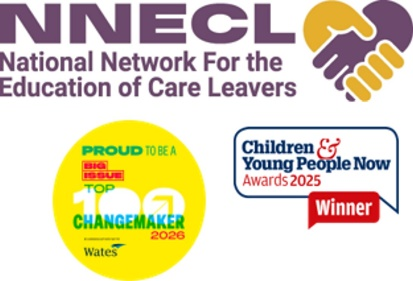 NNECL
National Network For the
Education of Care Leavers
PROUD TO BE A
BIG
ISSUE
TOP
100
CHANGEMAKER
2026
Wates
Children &
Young People Now
Awards 2025
Winner